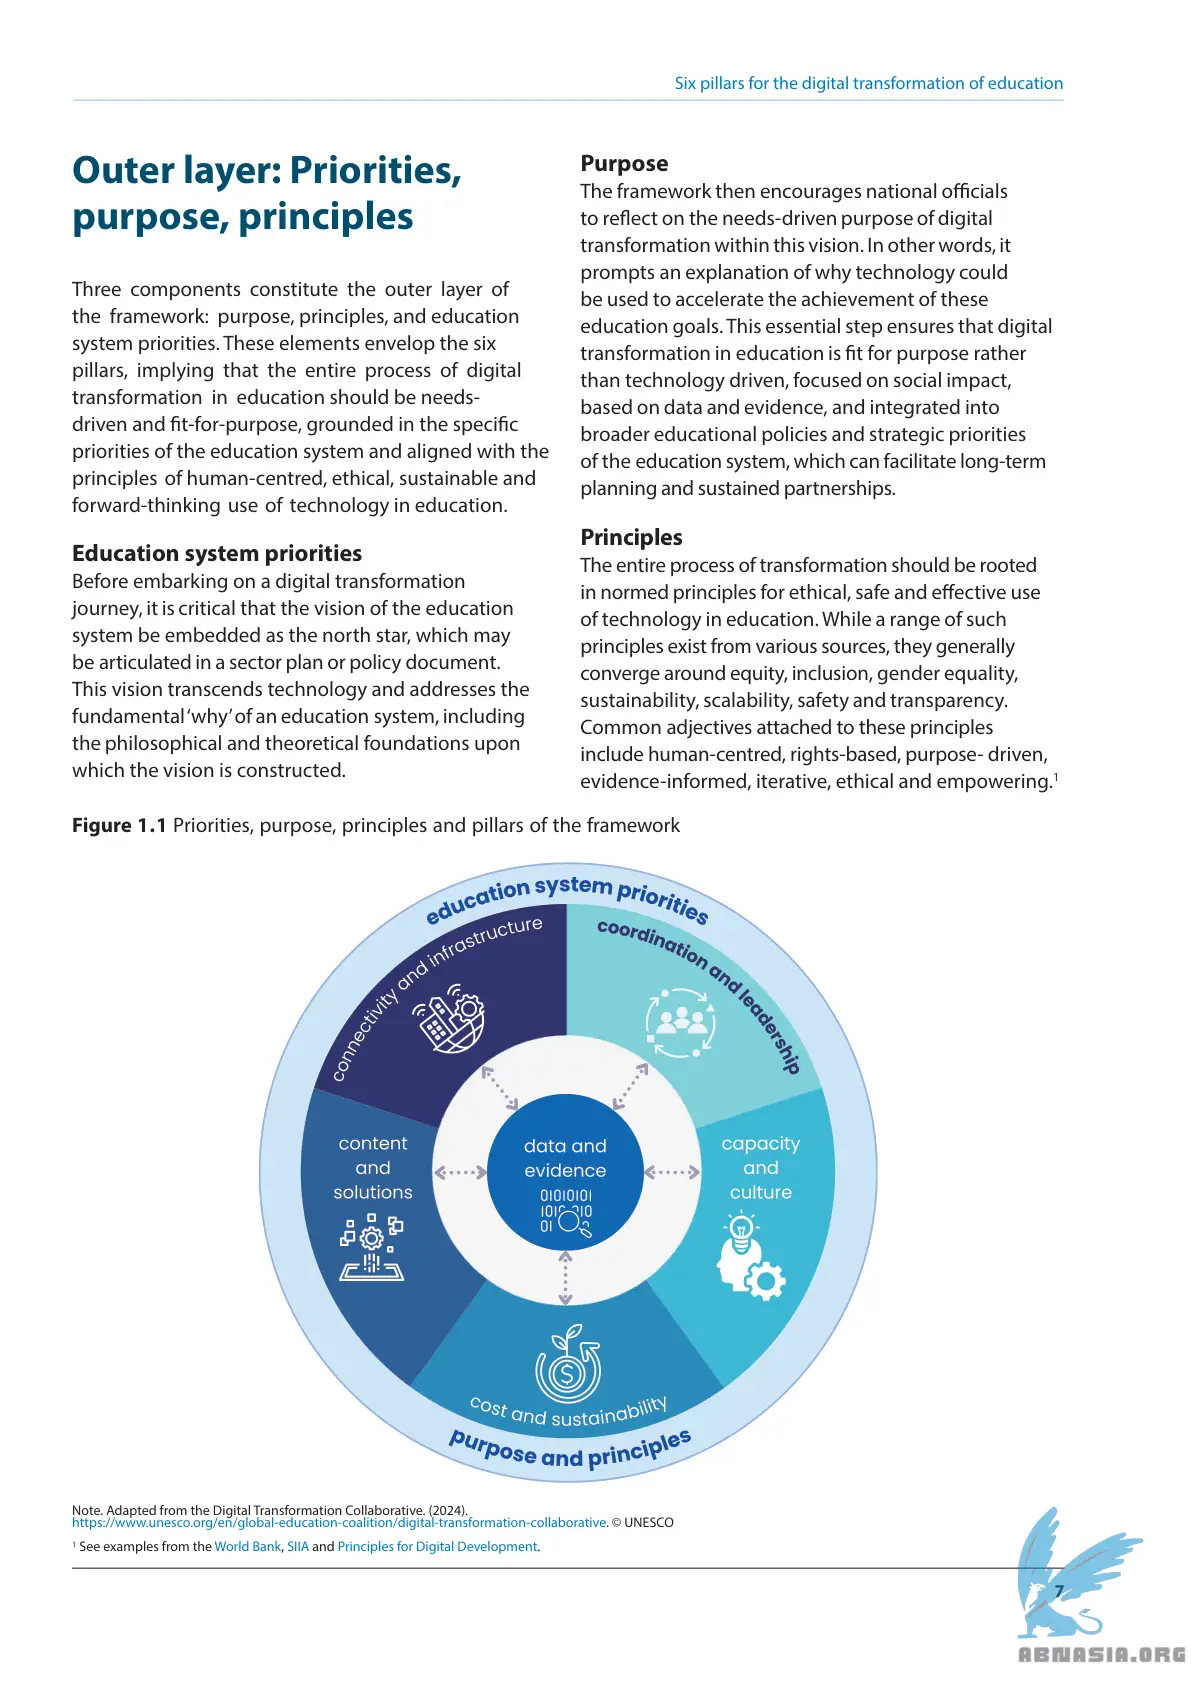 Six pillars for the digital transformation of education
Outer layer: Priorities,
purpose, principles
Three components constitute the outer layer of
the framework: purpose, principles, and education
system priorities. These elements envelop the six
pillars, implying that the entire process of digital
transformation in education should be needs-
driven and fit-for-purpose, grounded in the specific
priorities of the education system and aligned with the
principles of human-centred, ethical, sustainable and
forward-thinking use of technology in education.
Education system priorities
Before embarking on a digital transformation
journey, it is critical that the vision of the education
system be embedded as the north star, which may
be articulated in a sector plan or policy document.
This vision transcends technology and addresses the
fundamental ‘why’ of an education system, including
the philosophical and theoretical foundations upon
which the vision is constructed.
Purpose
The framework then encourages national officials
to reflect on the needs-driven purpose of digital
transformation within this vision. In other words, it
prompts an explanation of why technology could
be used to accelerate the achievement of these
education goals. This essential step ensures that digital
transformation in education is fit for purpose rather
than technology driven, focused on social impact,
based on data and evidence, and integrated into
broader educational policies and strategic priorities
of the education system, which can facilitate long-term
planning and sustained partnerships.
Principles
The entire process of transformation should be rooted
in normed principles for ethical, safe and effective use
of technology in education. While a range of such
principles exist from various sources, they generally
converge around equity, inclusion, gender equality,
sustainability, scalability, safety and transparency.
Common adjectives attached to these principles
include human-centred, rights-based, purpose- driven,
evidence-informed, iterative, ethical and empowering.1
Figure 1.1 Priorities, purpose, principles and pillars of the framework
education system priorities
connectivity and infrastructure
coordination and leadership
content
and
solutions
data and
evidence
01010101
capacity
and
culture
cost and sustainability
purpose and principles
Note. Adapted from the Digital Transformation Collaborative. (2024).
https://www.unesco.org/en/global-education-coalition/digital-transformation-collaborative. © UNESCO
1 See examples from the World Bank, SIIA and Principles for Digital Development.
7
ABNASIA.ORG